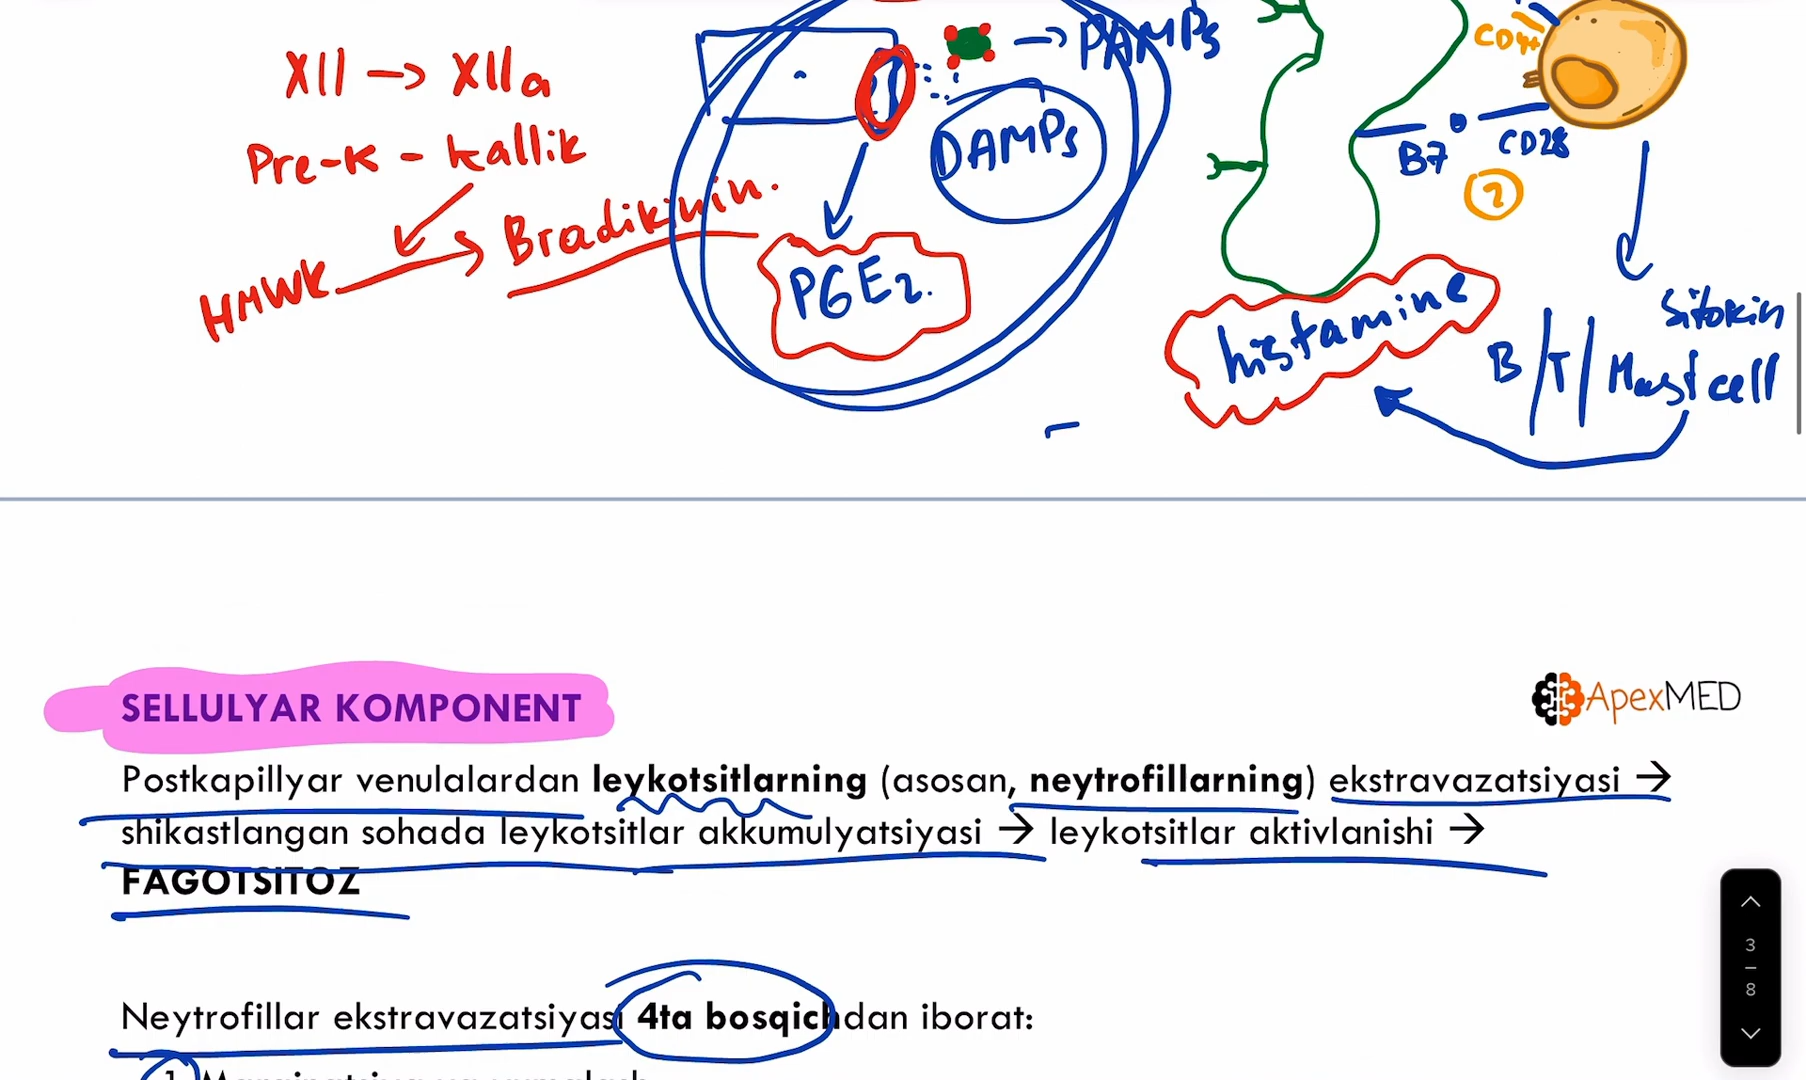 XII → XIIa
Pre-K - kallik
HMWK → Bradikinin.
→ PAMPs
DAMPs
PGE2.
CD4+
B7
CD28
2
histamine
Sitokin
B / T / Mast cell
SELLULYAR KOMPONENT
ApexMED
Postkapillyar venulalardan leykotsitlarning (asosan, neytrofillarning) ekstravazatsiyasi →
shikastlangan sohada leykotsitlar akkumulyatsiyasi → leykotsitlar aktivlanishi →
FAGOTSITOZ
Neytrofillar ekstravazatsiyasi 4ta bosqichdan iborat:
3
8